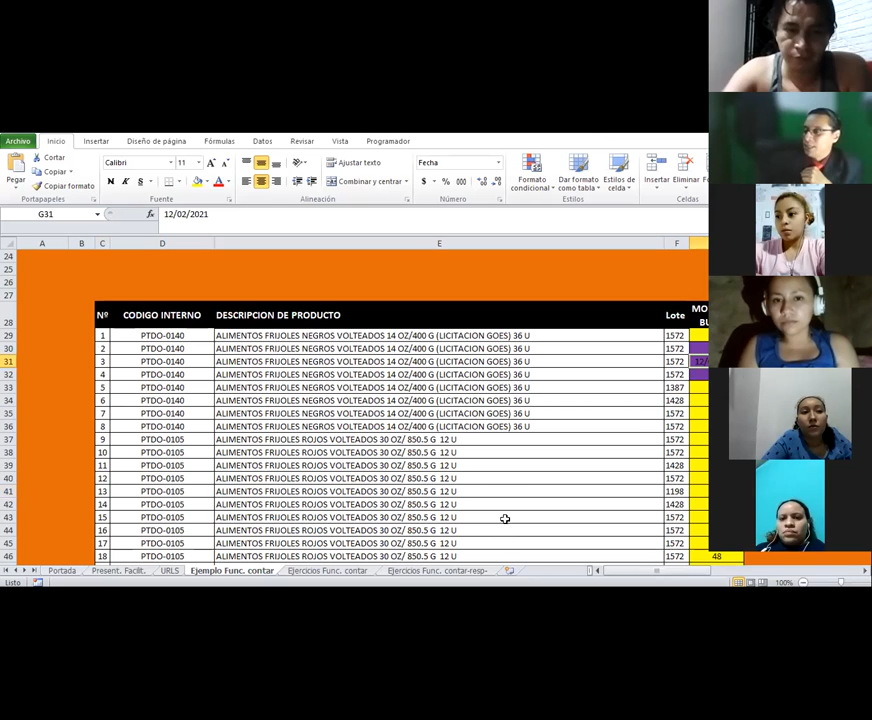 Archivo Inicio Insertar Diseño de página Fórmulas Datos Revisar Vista Programador
Pegar Cortar Copiar Copiar formato
Calibri 11 Ajustar texto Fecha
N K S Combinar y centrar $ % 000
Formato condicional Dar formato como tabla Estilos de celda Insertar Eliminar
Portapapeles Fuente Alineación Número Estilos Celdas
G31 fx 12/02/2021
A B C D E F
24
25
26
27
28 Nº CODIGO INTERNO DESCRIPCION DE PRODUCTO Lote
29 1 PTDO-0140 ALIMENTOS FRIJOLES NEGROS VOLTEADOS 14 OZ/400 G (LICITACION GOES) 36 U 1572
30 2 PTDO-0140 ALIMENTOS FRIJOLES NEGROS VOLTEADOS 14 OZ/400 G (LICITACION GOES) 36 U 1572
31 3 PTDO-0140 ALIMENTOS FRIJOLES NEGROS VOLTEADOS 14 OZ/400 G (LICITACION GOES) 36 U 1572
32 4 PTDO-0140 ALIMENTOS FRIJOLES NEGROS VOLTEADOS 14 OZ/400 G (LICITACION GOES) 36 U 1572
33 5 PTDO-0140 ALIMENTOS FRIJOLES NEGROS VOLTEADOS 14 OZ/400 G (LICITACION GOES) 36 U 1387
34 6 PTDO-0140 ALIMENTOS FRIJOLES NEGROS VOLTEADOS 14 OZ/400 G (LICITACION GOES) 36 U 1428
35 7 PTDO-0140 ALIMENTOS FRIJOLES NEGROS VOLTEADOS 14 OZ/400 G (LICITACION GOES) 36 U 1572
36 8 PTDO-0140 ALIMENTOS FRIJOLES NEGROS VOLTEADOS 14 OZ/400 G (LICITACION GOES) 36 U 1572
37 9 PTDO-0105 ALIMENTOS FRIJOLES ROJOS VOLTEADOS 30 OZ/ 850.5 G 12 U 1572
38 10 PTDO-0105 ALIMENTOS FRIJOLES ROJOS VOLTEADOS 30 OZ/ 850.5 G 12 U 1572
39 11 PTDO-0105 ALIMENTOS FRIJOLES ROJOS VOLTEADOS 30 OZ/ 850.5 G 12 U 1428
40 12 PTDO-0105 ALIMENTOS FRIJOLES ROJOS VOLTEADOS 30 OZ/ 850.5 G 12 U 1572
41 13 PTDO-0105 ALIMENTOS FRIJOLES ROJOS VOLTEADOS 30 OZ/ 850.5 G 12 U 1198
42 14 PTDO-0105 ALIMENTOS FRIJOLES ROJOS VOLTEADOS 30 OZ/ 850.5 G 12 U 1428
43 15 PTDO-0105 ALIMENTOS FRIJOLES ROJOS VOLTEADOS 30 OZ/ 850.5 G 12 U 1572
44 16 PTDO-0105 ALIMENTOS FRIJOLES ROJOS VOLTEADOS 30 OZ/ 850.5 G 12 U 1572
45 17 PTDO-0105 ALIMENTOS FRIJOLES ROJOS VOLTEADOS 30 OZ/ 850.5 G 12 U 1572
46 18 PTDO-0105 ALIMENTOS FRIJOLES ROJOS VOLTEADOS 30 OZ/ 850.5 G 12 U 1572 48
Portada Present. Facilit. URLS Ejemplo Func. contar Ejercicios Func. contar Ejercicios Func. contar-resp-
Listo 100%